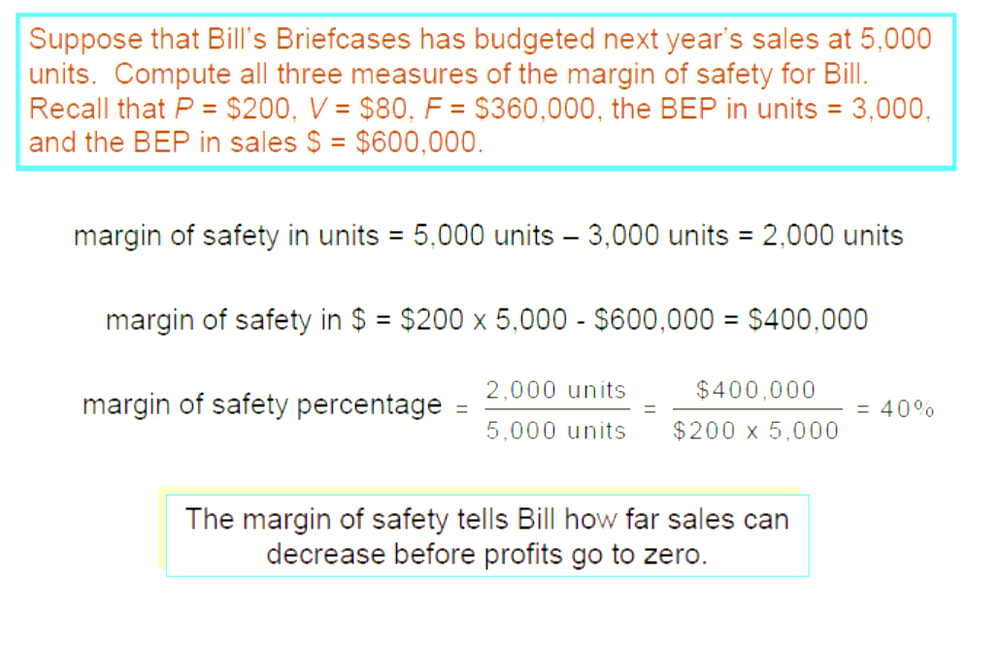 Suppose that Bill's Briefcases has budgeted next year's sales at 5,000
units. Compute all three measures of the margin of safety for Bill.
Recall that P = $200, V = $80, F = $360,000, the BEP in units = 3,000,
and the BEP in sales $ = $600,000.
margin of safety in units = 5,000 units – 3,000 units = 2,000 units
margin of safety in $ = $200 x 5,000 - $600,000 = $400,000
margin of safety percentage = 2,000 units / 5,000 units = $400,000 / $200 x 5,000 = 40%
The margin of safety tells Bill how far sales can
decrease before profits go to zero.